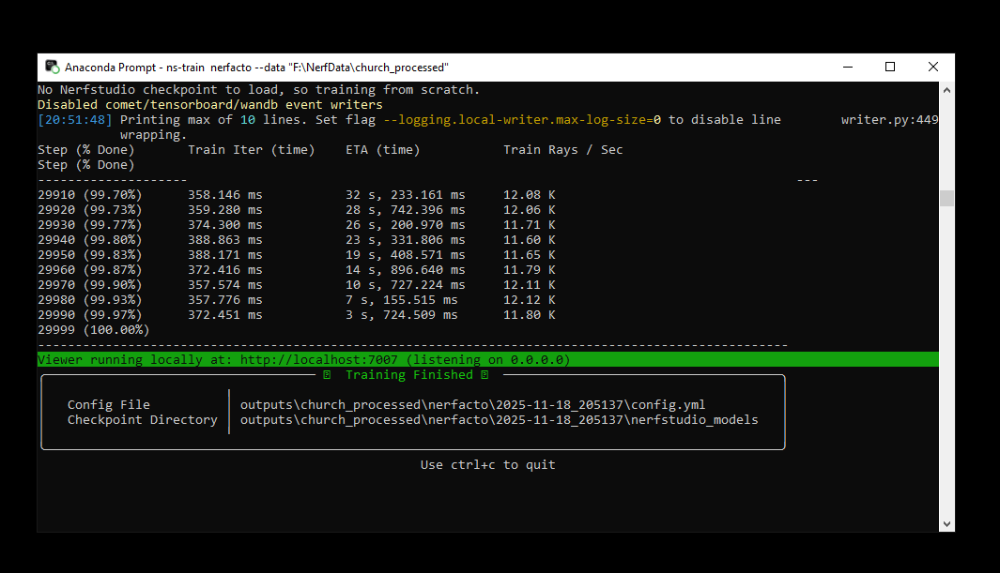 Anaconda Prompt - ns-train  nerfacto --data "F:\NerfData\church_processed"
No Nerfstudio checkpoint to load, so training from scratch.
Disabled comet/tensorboard/wandb event writers
[20:51:48] Printing max of 10 lines. Set flag --logging.local-writer.max-log-size=0 to disable line        writer.py:449
           wrapping.
Step (% Done)       Train Iter (time)    ETA (time)           Train Rays / Sec
Step (% Done)
--------------------                                                                                 ---
29910 (99.70%)      358.146 ms           32 s, 233.161 ms     12.08 K
29920 (99.73%)      359.280 ms           28 s, 742.396 ms     12.06 K
29930 (99.77%)      374.300 ms           26 s, 200.970 ms     11.71 K
29940 (99.80%)      388.863 ms           23 s, 331.806 ms     11.60 K
29950 (99.83%)      388.171 ms           19 s, 408.571 ms     11.65 K
29960 (99.87%)      372.416 ms           14 s, 896.640 ms     11.79 K
29970 (99.90%)      357.574 ms           10 s, 727.224 ms     12.11 K
29980 (99.93%)      357.776 ms           7 s, 155.515 ms      12.12 K
29990 (99.97%)      372.451 ms           3 s, 724.509 ms      11.80 K
29999 (100.00%)
----------------------------------------------------------------------------------------------------
Viewer running locally at: http://localhost:7007 (listening on 0.0.0.0)
Training Finished
Config File            outputs\church_processed\nerfacto\2025-11-18_205137\config.yml
Checkpoint Directory   outputs\church_processed\nerfacto\2025-11-18_205137\nerfstudio_models
Use ctrl+c to quit